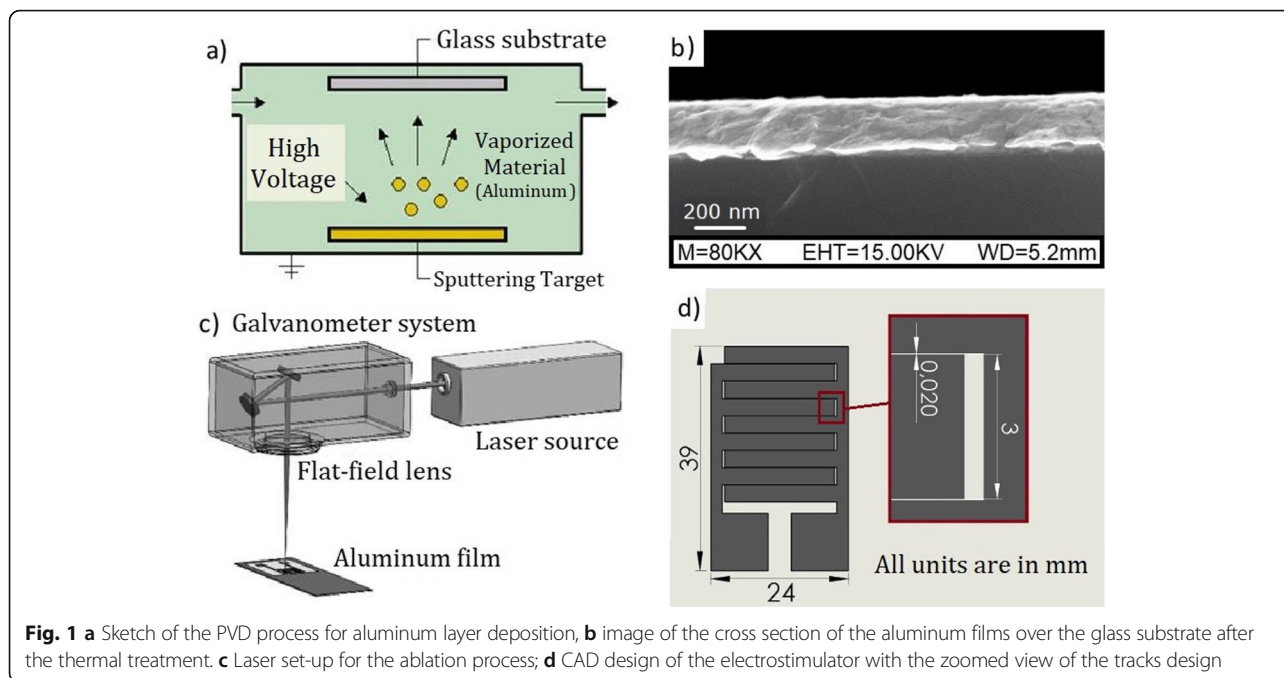 a)
Glass substrate
High
Voltage
Vaporized
Material
(Aluminum)
Sputtering Target
b)
200 nm
M=80KX EHT=15.00KV WD=5.2mm
c) Galvanometer system
Laser source
Flat-field lens
Aluminum film
d)
39
24
0,020
3
All units are in mm
Fig. 1 a Sketch of the PVD process for aluminum layer deposition, b image of the cross section of the aluminum films over the glass substrate after
the thermal treatment. c Laser set-up for the ablation process; d CAD design of the electrostimulator with the zoomed view of the tracks design